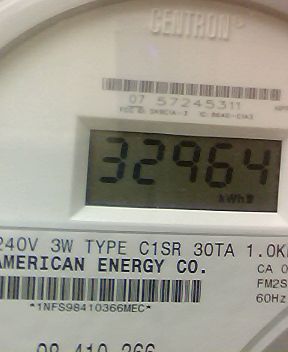 CENTRON
07 57245311
32964
kWh
240V 3W TYPE C1SR 30TA 1.0K
AMERICAN ENERGY CO.
CA 0
FM2S
60Hz
*1NFS98410366MEC*